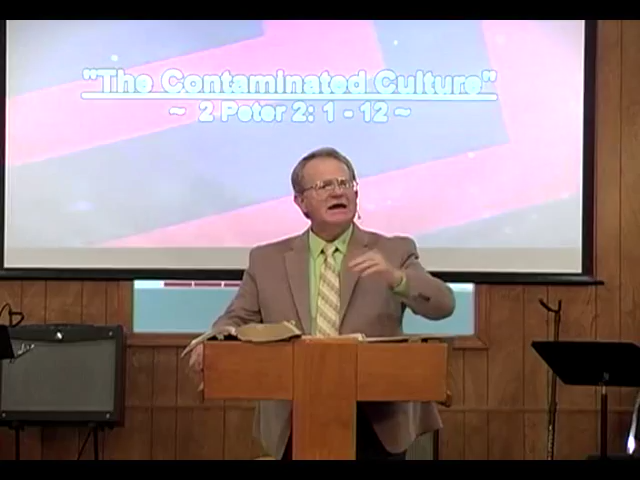 "The Contaminated Culture"
~ 2 Peter 2: 1 - 12 ~